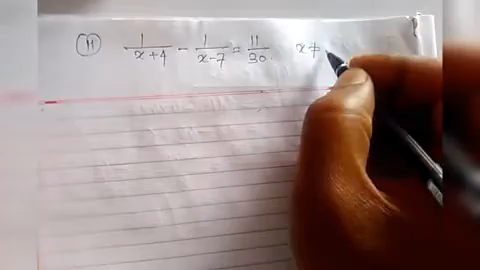 (11) 1/(x+4) - 1/(x-7) = 11/30. x ≠